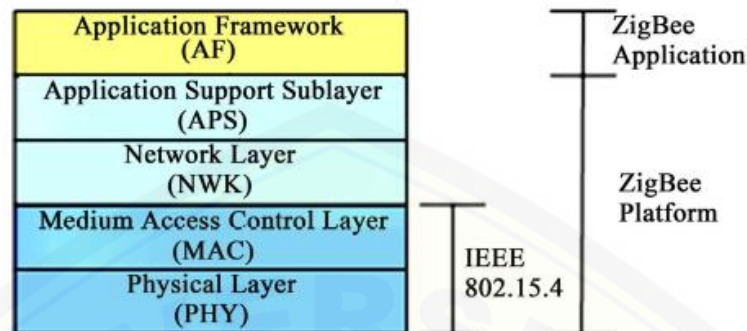 Application Framework
(AF)
Application Support Sublayer
(APS)
Network Layer
(NWK)
Medium Access Control Layer
(MAC)
Physical Layer
(PHY)
IEEE
802.15.4
ZigBee
Application
ZigBee
Platform